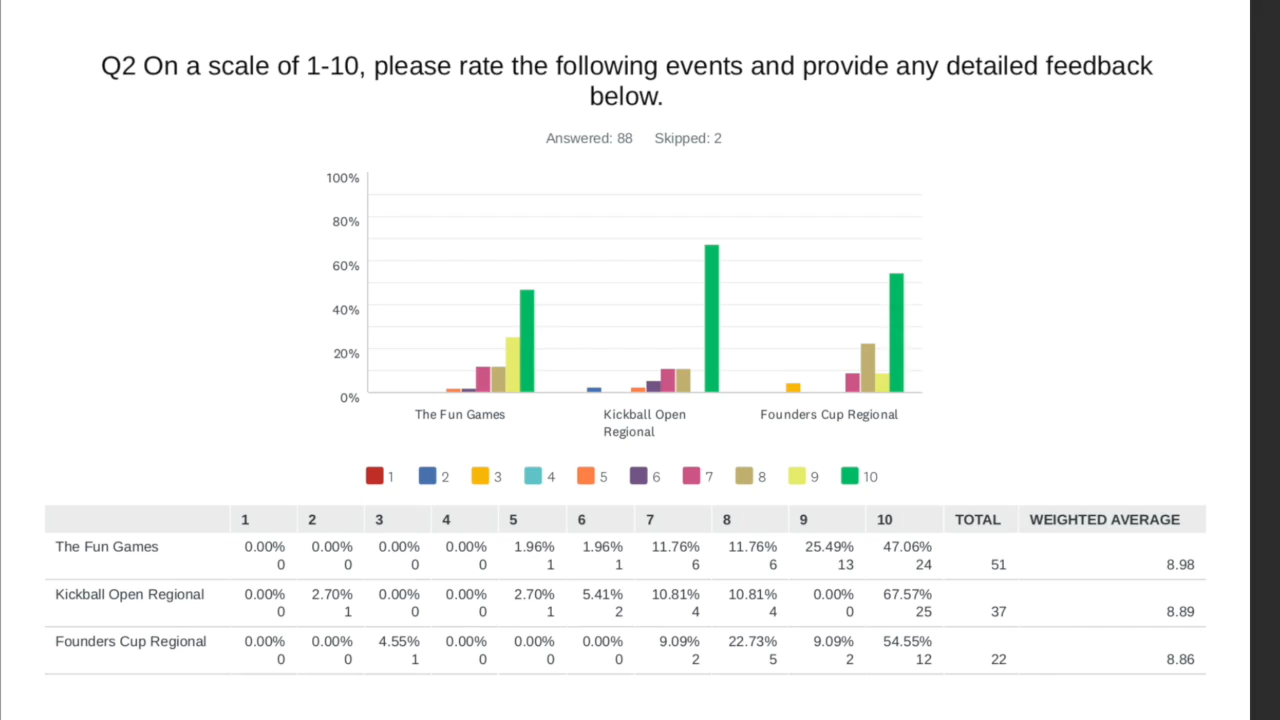 Q2 On a scale of 1-10, please rate the following events and provide any detailed feedback
below.
Answered: 88 Skipped: 2
100%
80%
60%
40%
20%
0%
The Fun Games
Kickball Open
Regional
Founders Cup Regional
1 2 3 4 5 6 7 8 9 10
1 2 3 4 5 6 7 8 9 10 TOTAL WEIGHTED AVERAGE
The Fun Games 0.00% 0.00% 0.00% 0.00% 1.96% 1.96% 11.76% 11.76% 25.49% 47.06%
0 0 0 0 1 1 6 6 13 24 51 8.98
Kickball Open Regional 0.00% 2.70% 0.00% 0.00% 2.70% 5.41% 10.81% 10.81% 0.00% 67.57%
0 1 0 0 1 2 4 4 0 25 37 8.89
Founders Cup Regional 0.00% 0.00% 4.55% 0.00% 0.00% 0.00% 9.09% 22.73% 9.09% 54.55%
0 0 1 0 0 0 2 5 2 12 22 8.86